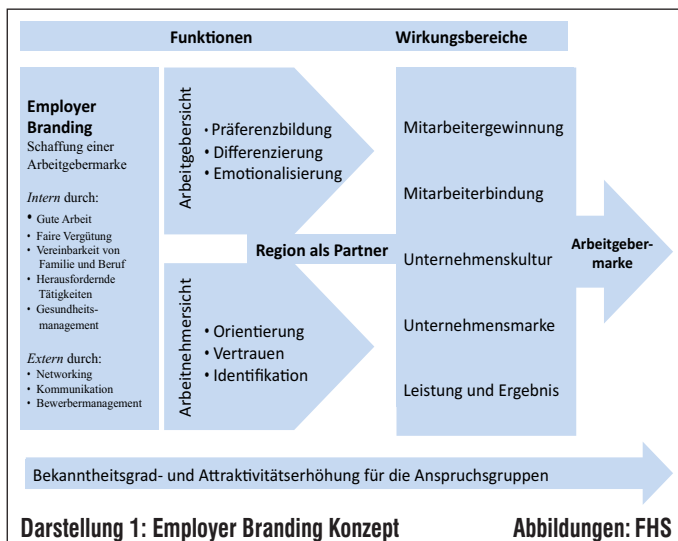 Funktionen
Wirkungsbereiche
Employer
Branding
Schaffung einer
Arbeitgebermarke
Intern durch:
• Gute Arbeit
• Faire Vergütung
• Vereinbarkeit von
Familie und Beruf
• Herausfordernde
Tätigkeiten
• Gesundheits-
management
Extern durch:
• Networking
• Kommunikation
• Bewerbermanagement
Arbeitgebersicht
• Präferenzbildung
• Differenzierung
• Emotionalisierung
Region als Partner
Arbeitnehmersicht
• Orientierung
• Vertrauen
• Identifikation
Mitarbeitergewinnung
Mitarbeiterbindung
Unternehmenskultur
Unternehmensmarke
Leistung und Ergebnis
Arbeitgeber-
marke
Bekanntheitsgrad- und Attraktivitätserhöhung für die Anspruchsgruppen
Darstellung 1: Employer Branding Konzept
Abbildungen: FHS